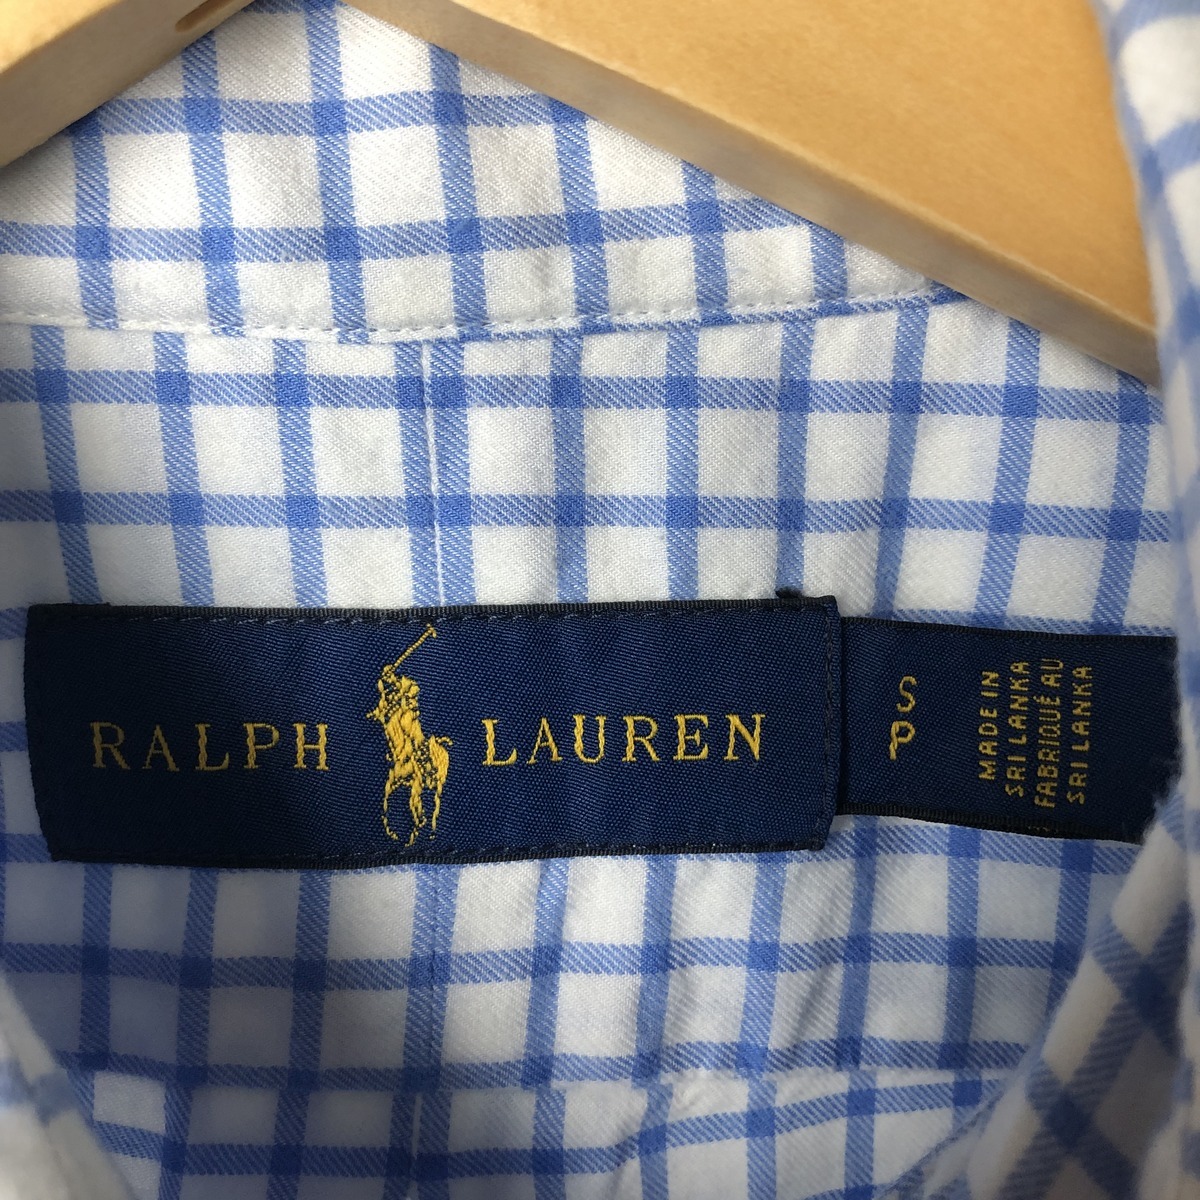 RALPH LAUREN
S
P
MADE IN
SRI LANKA
FABRIQUÉ AU
SRI LANKA